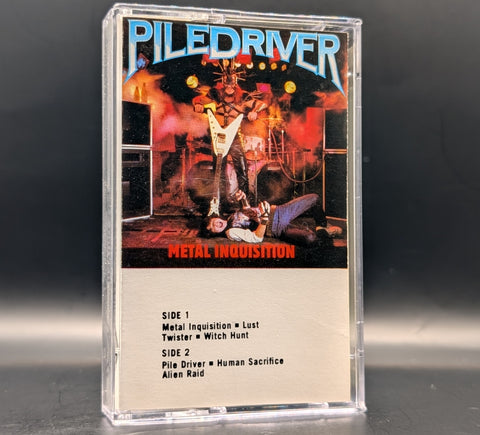 PILEDRIVER
METAL INQUISITION
SIDE 1
Metal Inquisition ■ Lust
Twister ■ Witch Hunt
SIDE 2
Pile Driver ■ Human Sacrifice
Alien Raid